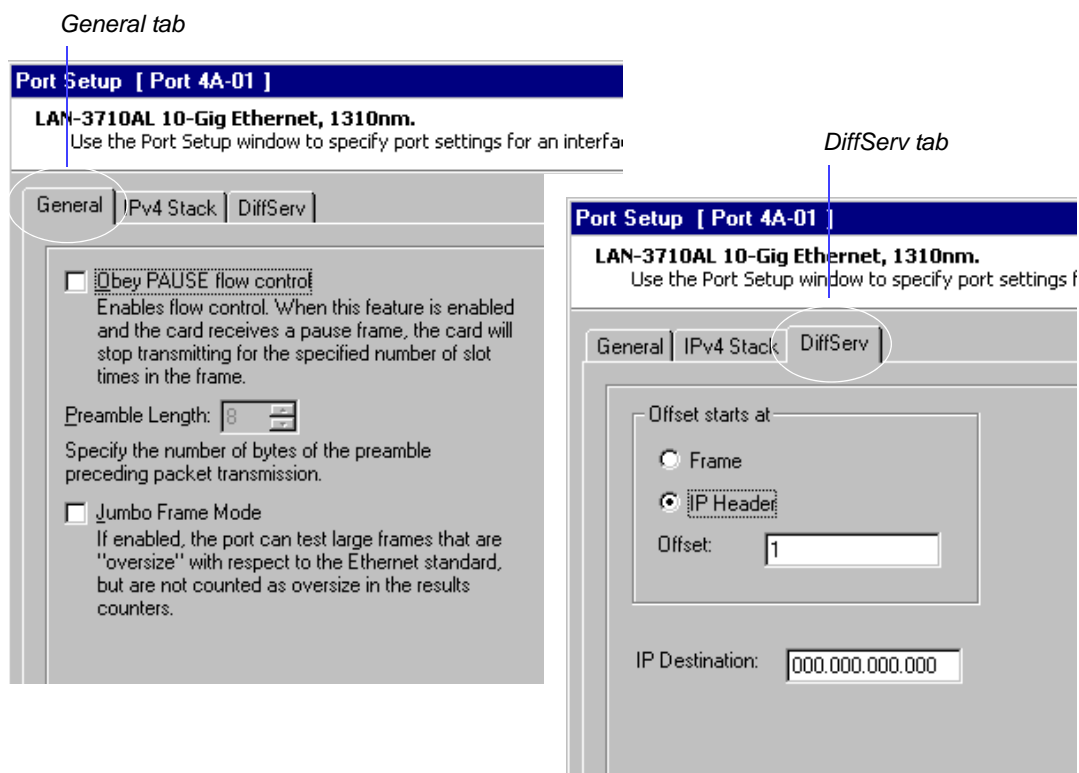 General tab
Port Setup [ Port 4A-01 ]
LAN-3710AL 10-Gig Ethernet, 1310nm.
Use the Port Setup window to specify port settings for an interfa
General
IPv4 Stack
DiffServ
Obey PAUSE flow control
Enables flow control. When this feature is enabled
and the card receives a pause frame, the card will
stop transmitting for the specified number of slot
times in the frame.
Preamble Length: 8
Specify the number of bytes of the preamble
preceding packet transmission.
Jumbo Frame Mode
If enabled, the port can test large frames that are
"oversize" with respect to the Ethernet standard,
but are not counted as oversize in the results
counters.
DiffServ tab
Port Setup [ Port 4A-01 ]
LAN-3710AL 10-Gig Ethernet, 1310nm.
Use the Port Setup window to specify port settings f
General
IPv4 Stack
DiffServ
Offset starts at
Frame
IP Header
Offset: 1
IP Destination: 000.000.000.000